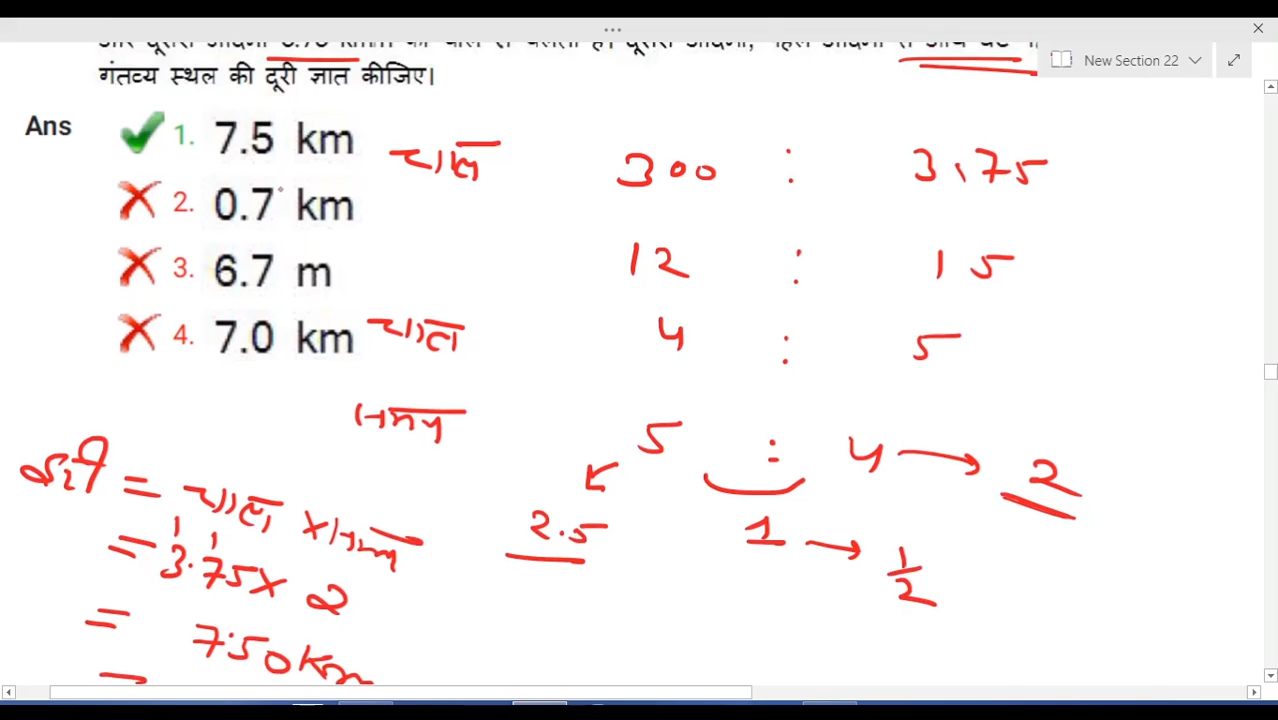 New Section 22
गंतव्य स्थल की दूरी ज्ञात कीजिए।
Ans
1. 7.5 km
2. 0.7 km
3. 6.7 m
4. 7.0 km
चाल 300 : 3.75
12 : 15
चाल 4 : 5
समय 5 : 4 → 2
2.5 1 → 1/2
दूरी = चाल × समय
= 3.75 × 2
= 7.50 km
=